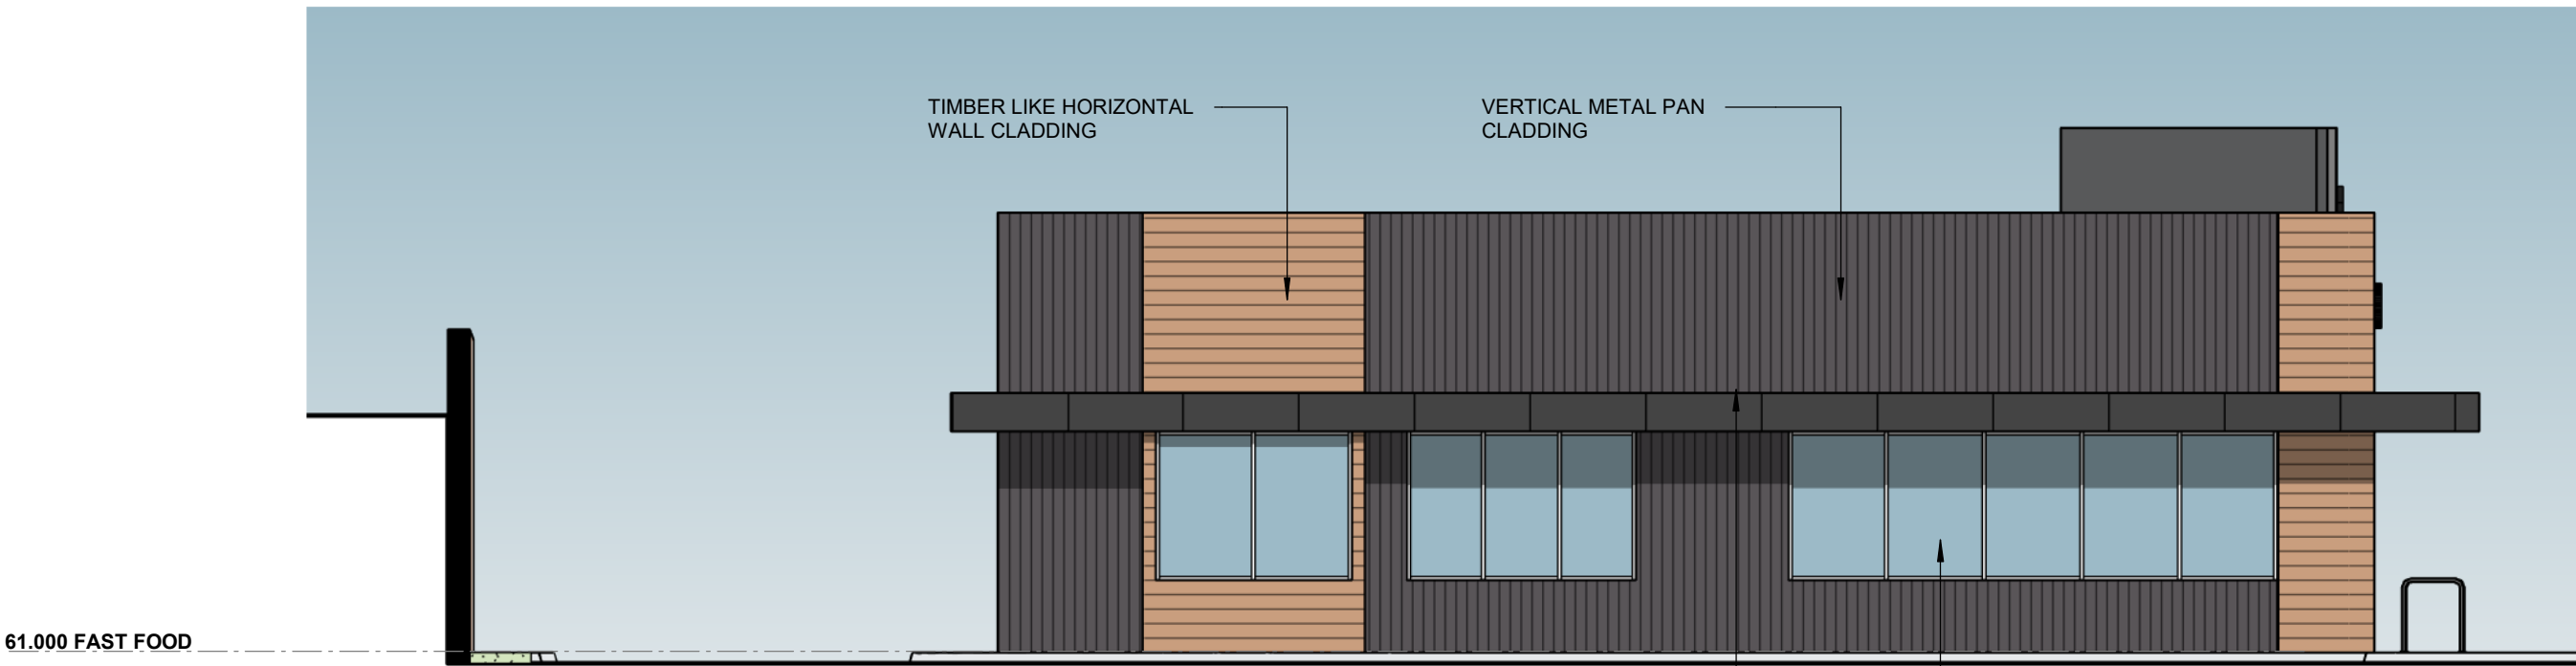 TIMBER LIKE HORIZONTAL
WALL CLADDING
VERTICAL METAL PAN
CLADDING
61.000 FAST FOOD